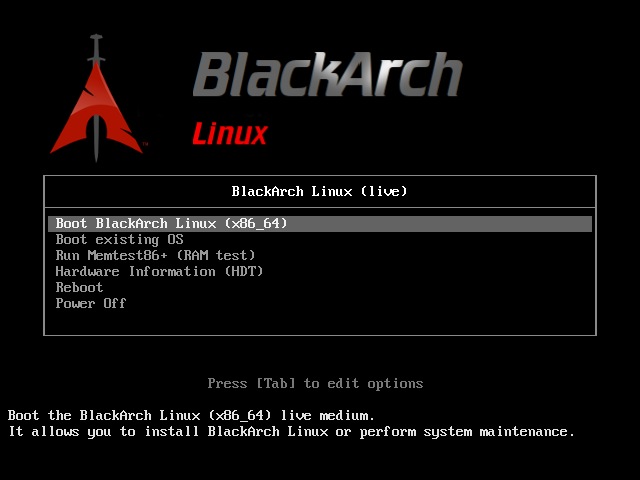 BlackArch
Linux
BlackArch Linux (live)
Boot BlackArch Linux (x86_64)
Boot existing OS
Run Memtest86+ (RAM test)
Hardware Information (HDT)
Reboot
Power Off
Press [Tab] to edit options
Boot the BlackArch Linux (x86_64) live medium.
It allows you to install BlackArch Linux or perform system maintenance.